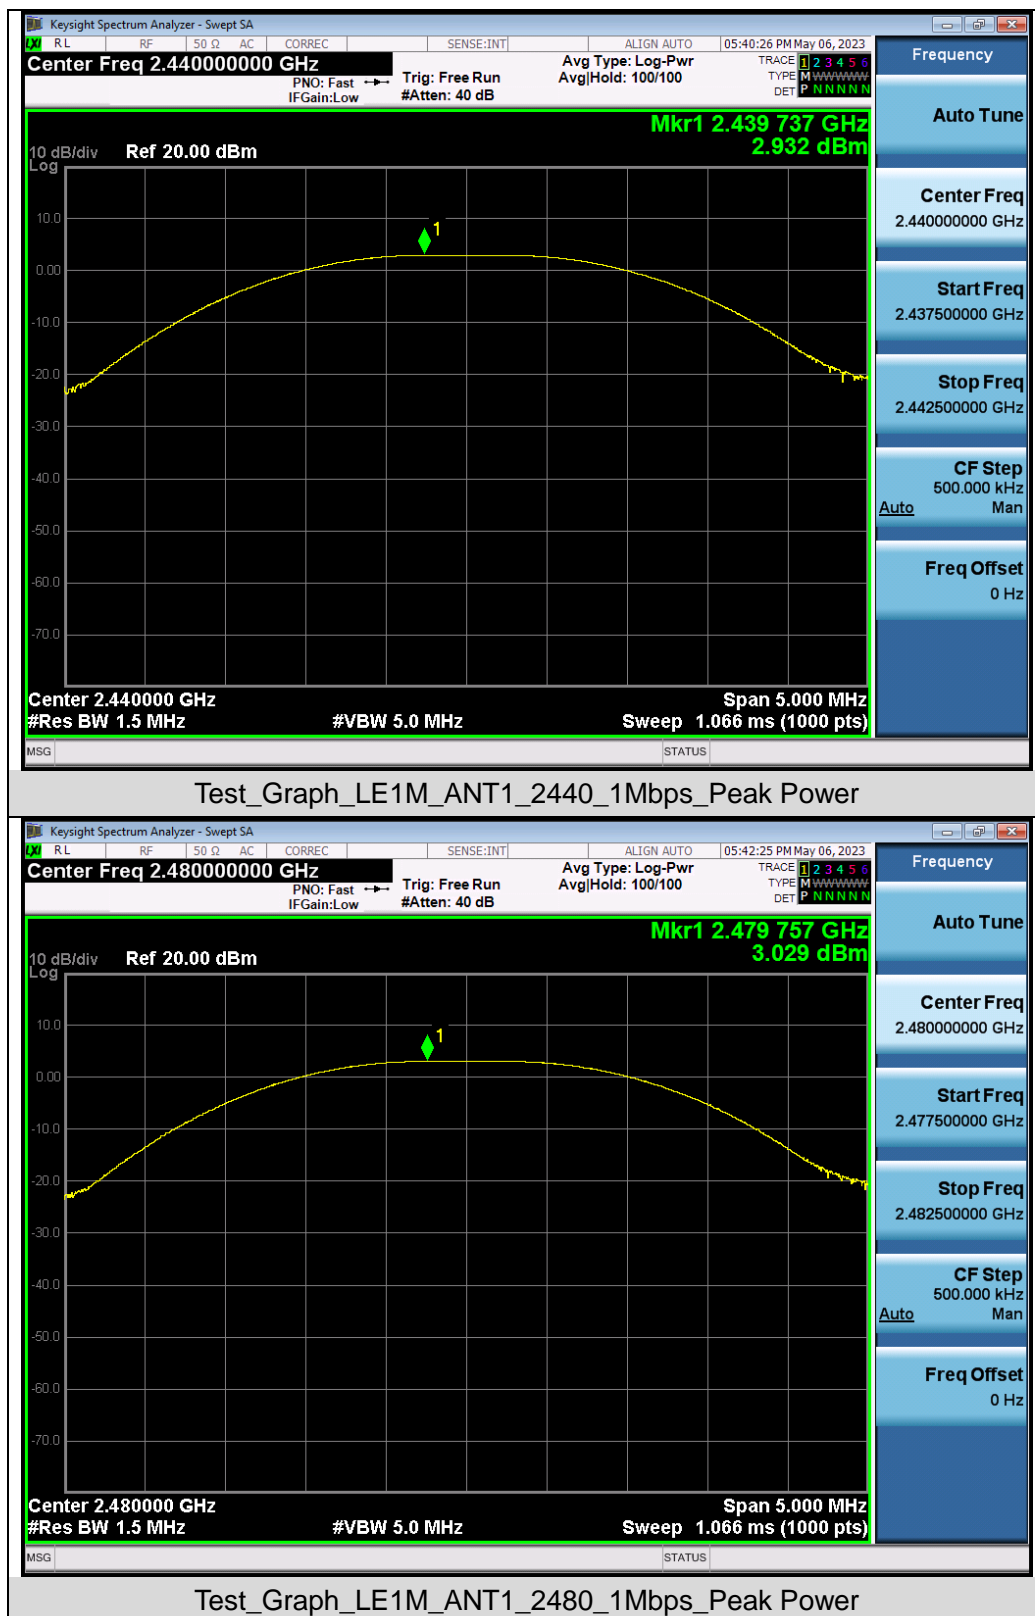 Keysight Spectrum Analyzer - Swept SA
LXI RL RF 50 Ω AC CORREC SENSE:INT ALIGN AUTO 05:40:26 PM May 06, 2023
Center Freq 2.440000000 GHz
PNO: Fast
IFGain:Low
Trig: Free Run
#Atten: 40 dB
Avg Type: Log-Pwr
Avg|Hold: 100/100
TRACE 1 2 3 4 5 6
TYPE M WWWWW
DET P N N N N N
Mkr1 2.439 737 GHz
2.932 dBm
10 dB/div Ref 20.00 dBm
Log
1
10.0
0.00
-10.0
-20.0
-30.0
-40.0
-50.0
-60.0
-70.0
Center 2.440000 GHz Span 5.000 MHz
#Res BW 1.5 MHz #VBW 5.0 MHz Sweep 1.066 ms (1000 pts)
MSG STATUS
Frequency
Auto Tune
Center Freq
2.440000000 GHz
Start Freq
2.437500000 GHz
Stop Freq
2.442500000 GHz
CF Step
500.000 kHz
Auto Man
Freq Offset
0 Hz
Test_Graph_LE1M_ANT1_2440_1Mbps_Peak Power
Keysight Spectrum Analyzer - Swept SA
LXI RL RF 50 Ω AC CORREC SENSE:INT ALIGN AUTO 05:42:25 PM May 06, 2023
Center Freq 2.480000000 GHz
PNO: Fast
IFGain:Low
Trig: Free Run
#Atten: 40 dB
Avg Type: Log-Pwr
Avg|Hold: 100/100
TRACE 1 2 3 4 5 6
TYPE M WWWWW
DET P N N N N N
Mkr1 2.479 757 GHz
3.029 dBm
10 dB/div Ref 20.00 dBm
Log
1
10.0
0.00
-10.0
-20.0
-30.0
-40.0
-50.0
-60.0
-70.0
Center 2.480000 GHz Span 5.000 MHz
#Res BW 1.5 MHz #VBW 5.0 MHz Sweep 1.066 ms (1000 pts)
MSG STATUS
Frequency
Auto Tune
Center Freq
2.480000000 GHz
Start Freq
2.477500000 GHz
Stop Freq
2.482500000 GHz
CF Step
500.000 kHz
Auto Man
Freq Offset
0 Hz
Test_Graph_LE1M_ANT1_2480_1Mbps_Peak Power